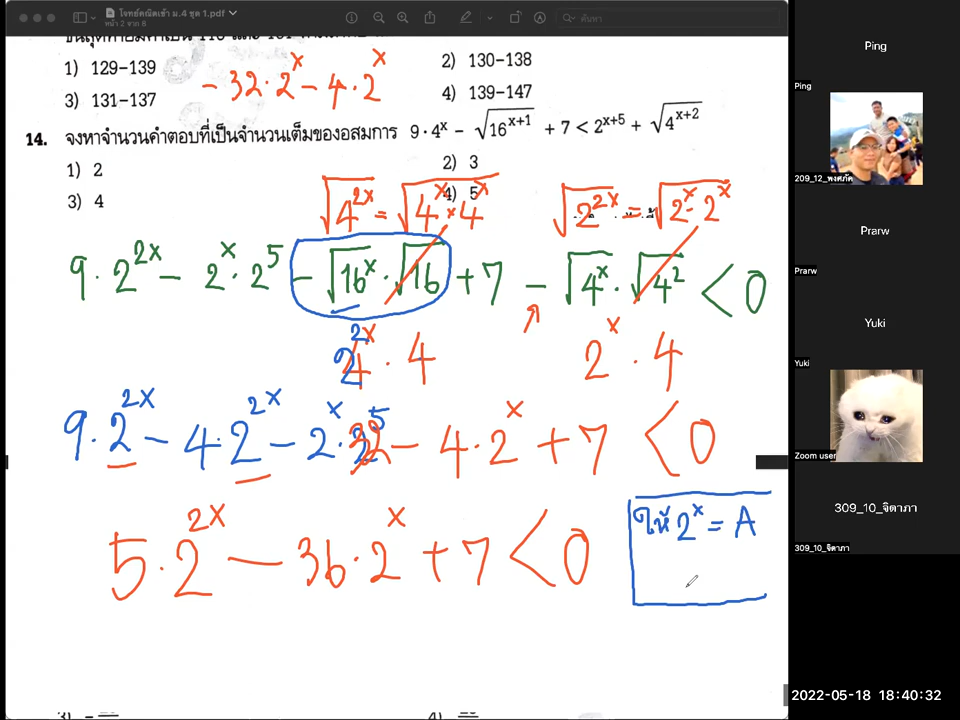 โจทย์คณิตเข้า ม.4 ชุด 1.pdf
หน้า 2 จาก 8
ค้นหา
1) 129–139
2) 130–138
- 32·2^x - 4·2^x
3) 131–137
4) 139–147
14. จงหาจำนวนคำตอบที่เป็นจำนวนเต็มของอสมการ 9·4^x − √(16^(x+1)) + 7 < 2^(x+5) + √(4^(x+2))
1) 2
2) 3
3) 4
4) 5
√(4^(2x)) = √(4^x × 4^x)
√(2^(2x)) = √(2^x · 2^x)
9·2^(2x) − 2^x·2^5 − √(16^x)·√16 + 7 − √(4^x)·√(4^2) < 0
2^(2x) · 4
2^x · 4
9·2^(2x) − 4·2^(2x) − 2^x·32 − 4·2^x + 7 < 0
5·2^(2x) − 36·2^x + 7 < 0
ให้ 2^x = A
Ping
Ping
209_12_พงศภัค
Prarw
Prarw
Yuki
Yuki
Zoom user
309_10_จิดาภา
309_10_จิดาภา
2022-05-18 18:40:32